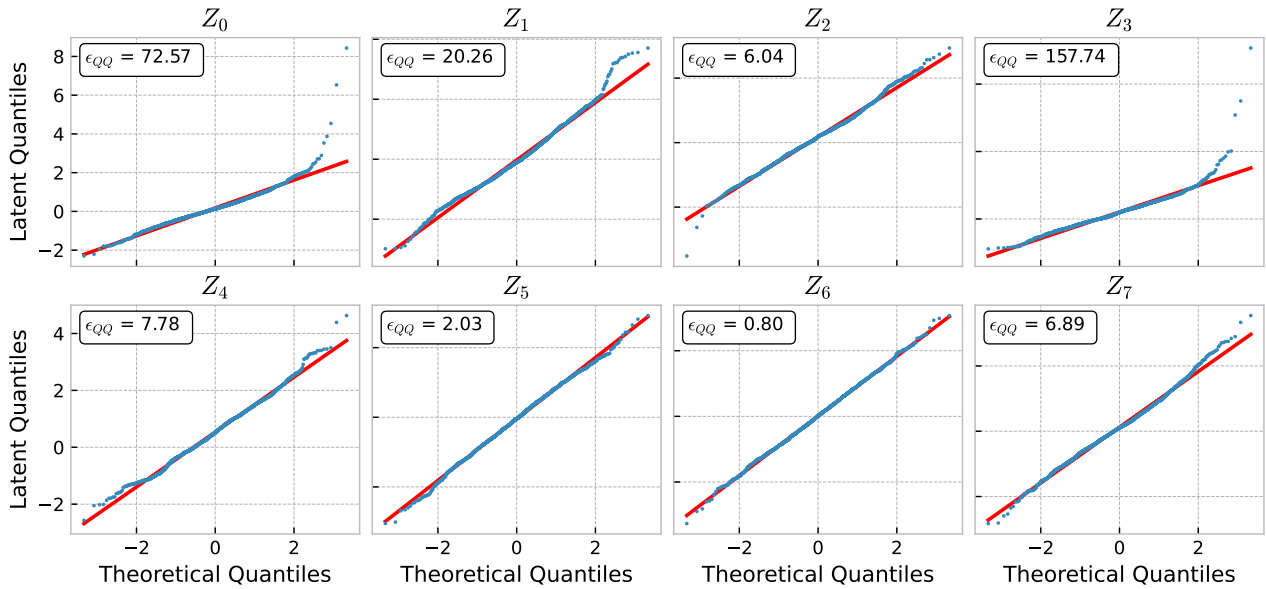 Z0 Z1 Z2 Z3
ϵQQ = 72.57 ϵQQ = 20.26 ϵQQ = 6.04 ϵQQ = 157.74
Latent Quantiles
8
6
4
2
0
−2
Z4 Z5 Z6 Z7
ϵQQ = 7.78 ϵQQ = 2.03 ϵQQ = 0.80 ϵQQ = 6.89
Latent Quantiles
4
2
0
−2
−2 0 2 −2 0 2 −2 0 2 −2 0 2
Theoretical Quantiles Theoretical Quantiles Theoretical Quantiles Theoretical Quantiles